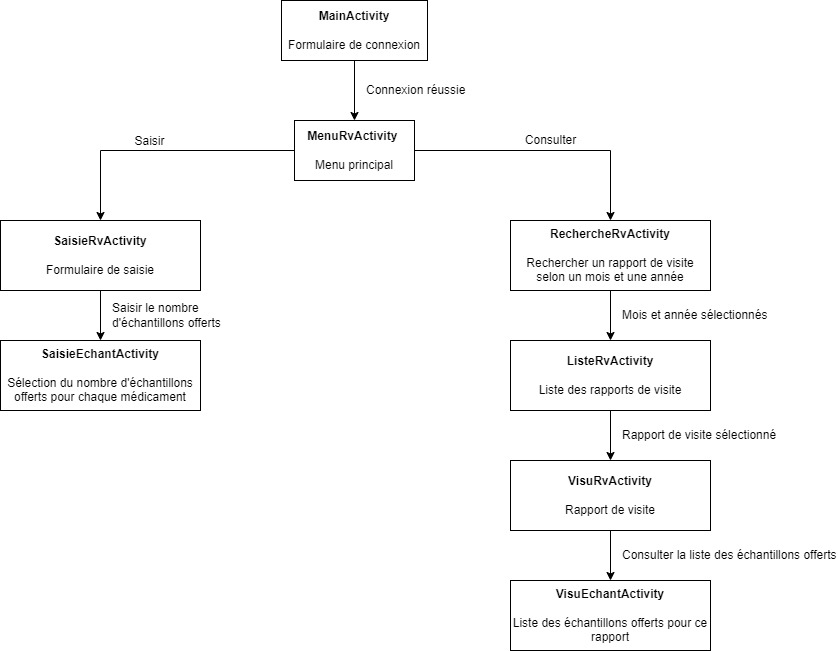 MainActivity
Formulaire de connexion
Connexion réussie
MenuRvActivity
Menu principal
Saisir
Consulter
SaisieRvActivity
Formulaire de saisie
Saisir le nombre
d'échantillons offerts
SaisieEchantActivity
Sélection du nombre d'échantillons
offerts pour chaque médicament
RechercheRvActivity
Rechercher un rapport de visite
selon un mois et une année
Mois et année sélectionnés
ListeRvActivity
Liste des rapports de visite
Rapport de visite sélectionné
VisuRvActivity
Rapport de visite
Consulter la liste des échantillons offerts
VisuEchantActivity
Liste des échantillons offerts pour ce
rapport